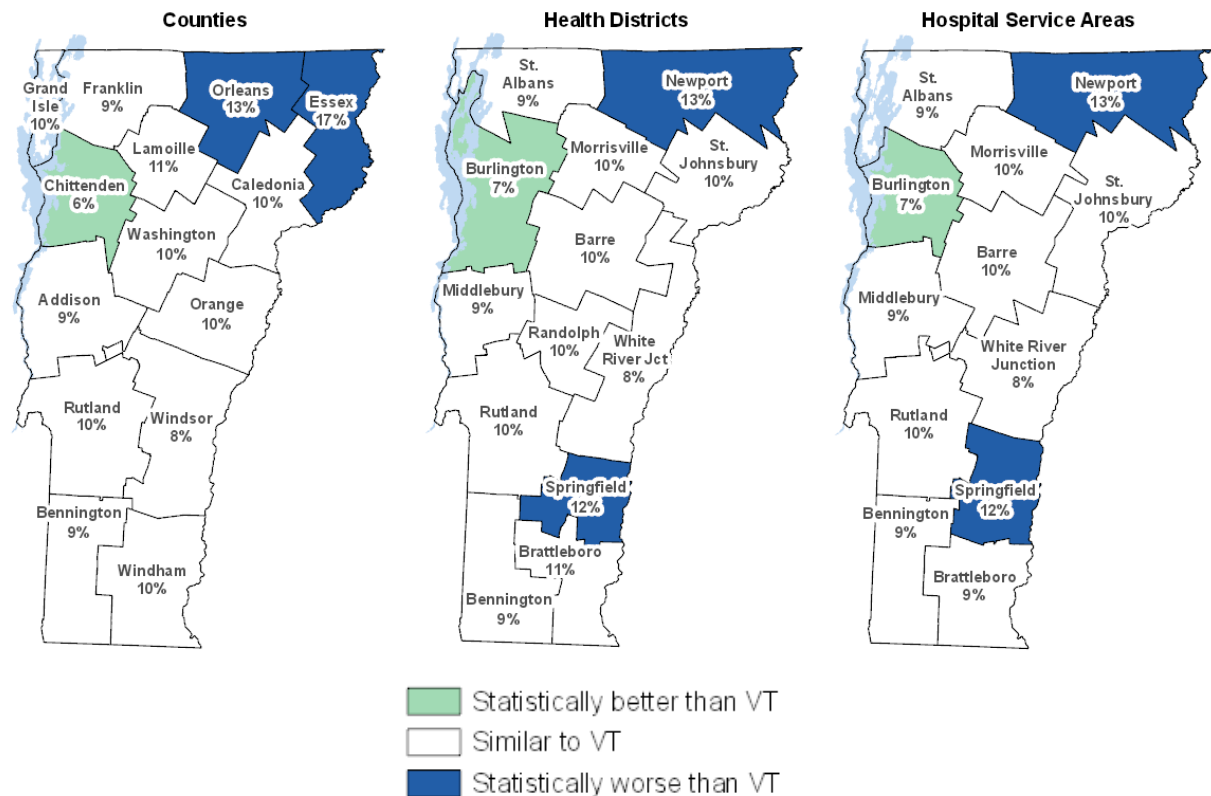 Counties
Grand
Isle
10%
Franklin
9%
Orleans
13%
Essex
17%
Lamoille
11%
Chittenden
6%
Caledonia
10%
Washington
10%
Addison
9%
Orange
10%
Rutland
10%
Windsor
8%
Bennington
9%
Windham
10%
Health Districts
St.
Albans
9%
Newport
13%
Morrisville
10%
St.
Johnsbury
10%
Burlington
7%
Barre
10%
Middlebury
9%
Randolph
10%
White
River Jct
8%
Rutland
10%
Springfield
12%
Brattleboro
11%
Bennington
9%
Hospital Service Areas
St.
Albans
9%
Newport
13%
Morrisville
10%
Burlington
7%
St.
Johnsbury
10%
Barre
10%
Middlebury
9%
White River
Junction
8%
Rutland
10%
Springfield
12%
Bennington
9%
Brattleboro
9%
Statistically better than VT
Similar to VT
Statistically worse than VT